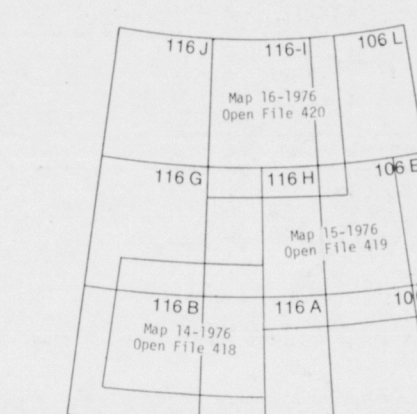 116 J
116-I
106 L
Map 16-1976
Open File 420
116 G
116 H
106 E
Map 15-1976
Open File 419
116 B
116 A
Map 14-1976
Open File 418